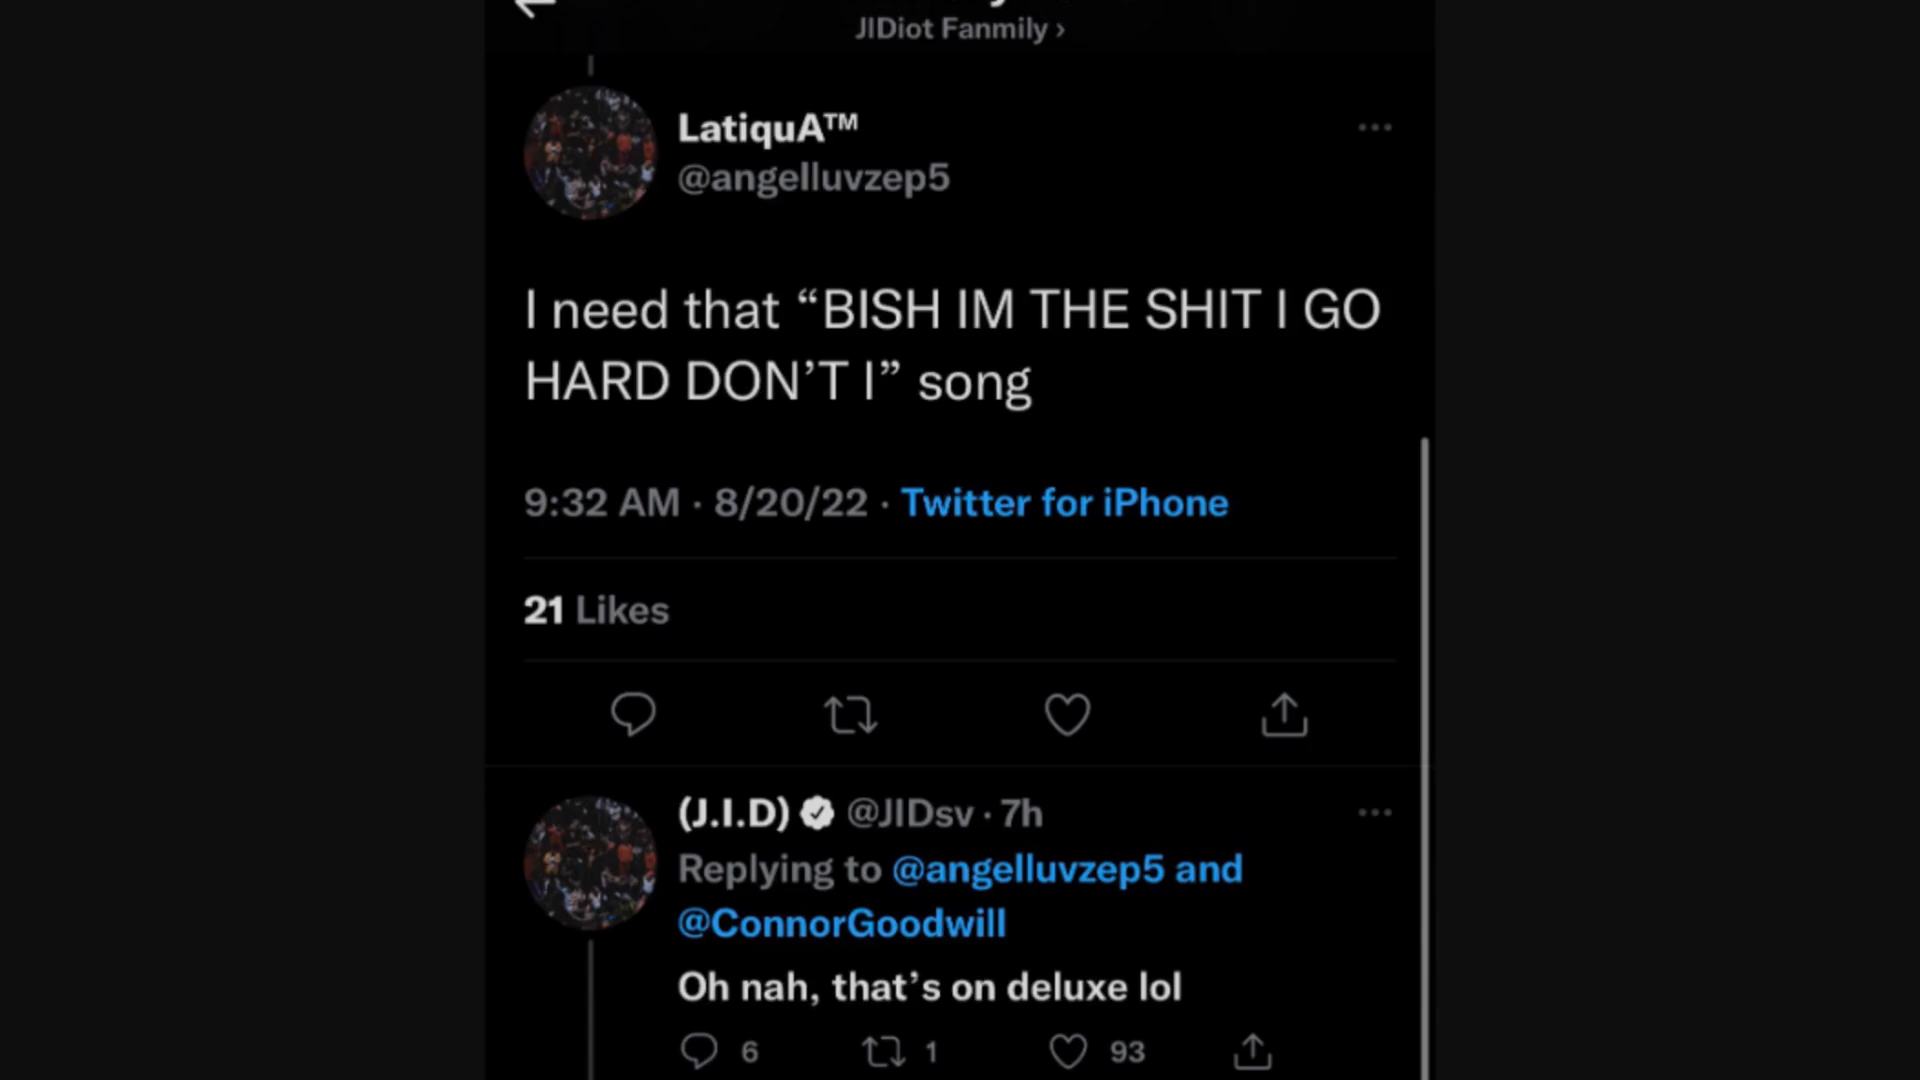 JIDiot Fanmily ›
LatiquA™
@angelluvzep5
I need that “BISH IM THE SHIT I GO
HARD DON’T I” song
9:32 AM · 8/20/22 · Twitter for iPhone
21 Likes
(J.I.D) @JIDsv · 7h
Replying to @angelluvzep5 and
@ConnorGoodwill
Oh nah, that’s on deluxe lol
6 1 93